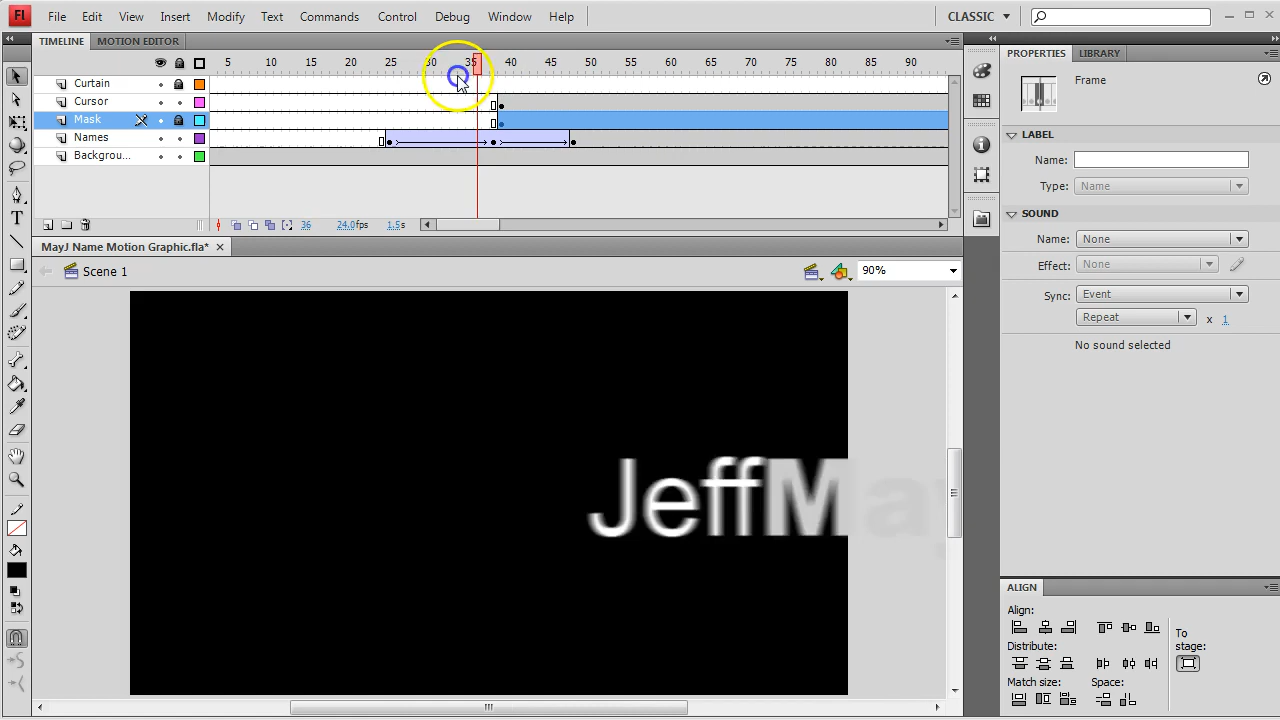 Fl File Edit View Insert Modify Text Commands Control Debug Window Help CLASSIC
TIMELINE MOTION EDITOR
5 10 15 20 25 30 35 40 45 50 55 60 65 70 75 80 85 90
Curtain
Cursor
Mask
Names
Backgrou...
36 24.0fps 1.5s
MayJ Name Motion Graphic.fla*
Scene 1 90%
JeffMay
PROPERTIES LIBRARY
Frame
LABEL
Name:
Type: Name
SOUND
Name: None
Effect: None
Sync: Event
Repeat x 1
No sound selected
ALIGN
Align:
Distribute:
Match size: Space:
To
stage: